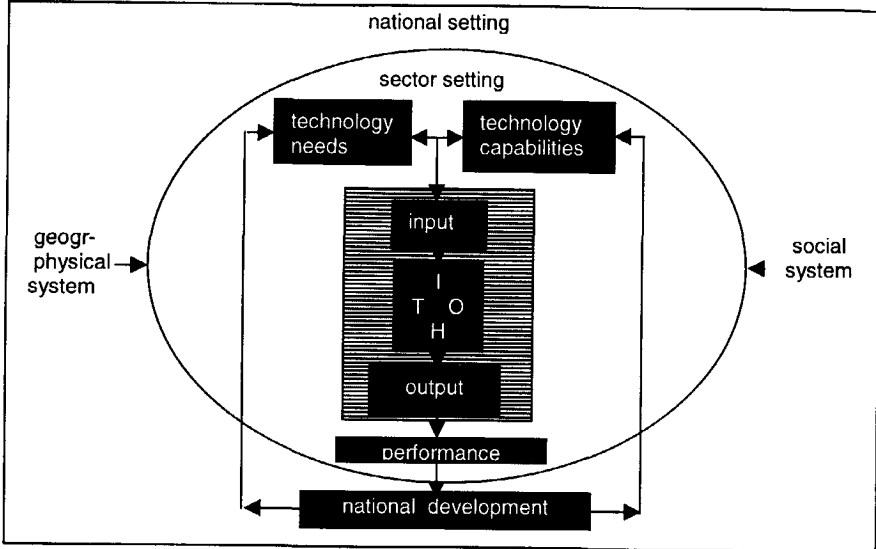 national setting
sector setting
technology
needs
technology
capabilities
input
geogr-
physical
system
social
system
I
T O
H
output
performance
national development